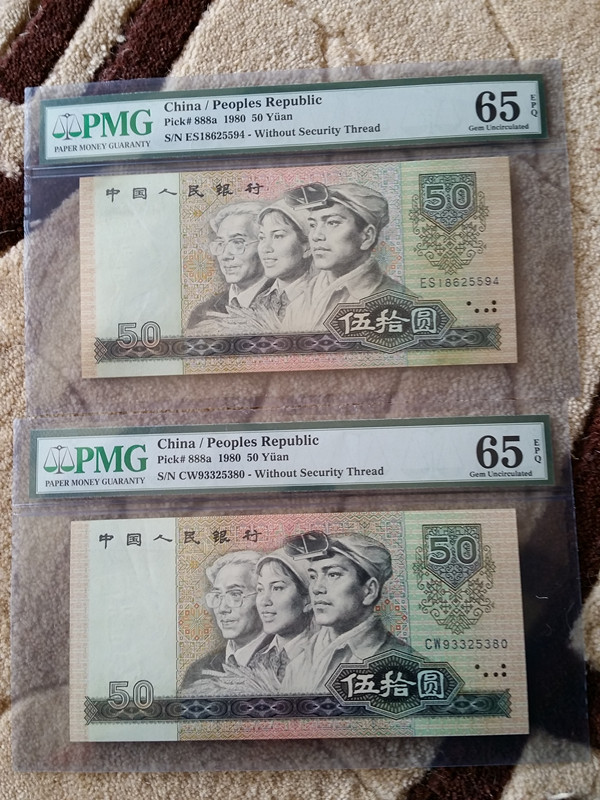 PMG
PAPER MONEY GUARANTY
China / Peoples Republic
Pick# 888a 1980 50 Yüan
S/N ES18625594 - Without Security Thread
65
EPQ
Gem Uncirculated
中国人民银行
50
ES18625594
50
伍拾圆
PMG
PAPER MONEY GUARANTY
China / Peoples Republic
Pick# 888a 1980 50 Yüan
S/N CW93325380 - Without Security Thread
65
EPQ
Gem Uncirculated
中国人民银行
50
CW93325380
50
伍拾圆